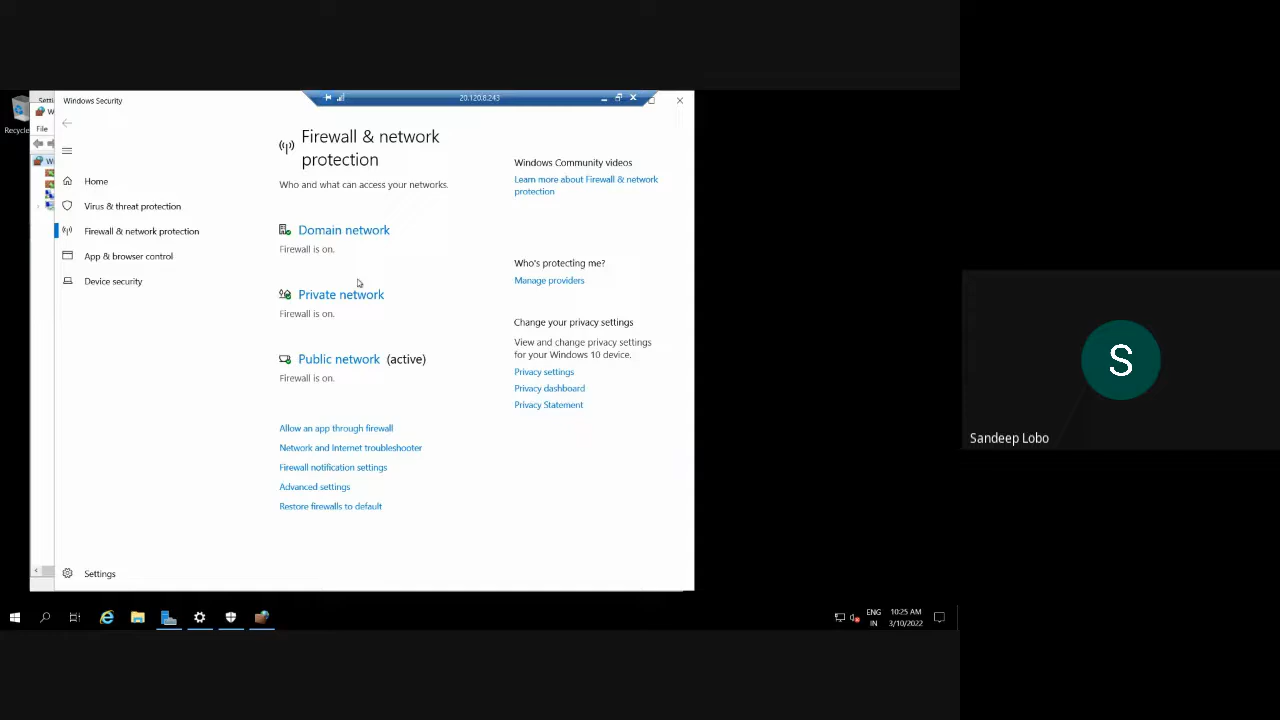 20.120.8.243
Setti
Windows Security
W
File
Recycle
W
Firewall & network
protection
Who and what can access your networks.
Home
Virus & threat protection
Firewall & network protection
App & browser control
Device security
Domain network
Firewall is on.
Private network
Firewall is on.
Public network (active)
Firewall is on.
Allow an app through firewall
Network and Internet troubleshooter
Firewall notification settings
Advanced settings
Restore firewalls to default
Windows Community videos
Learn more about Firewall & network
protection
Who's protecting me?
Manage providers
Change your privacy settings
View and change privacy settings
for your Windows 10 device.
Privacy settings
Privacy dashboard
Privacy Statement
Settings
ENG
IN
10:25 AM
3/10/2022
S
Sandeep Lobo